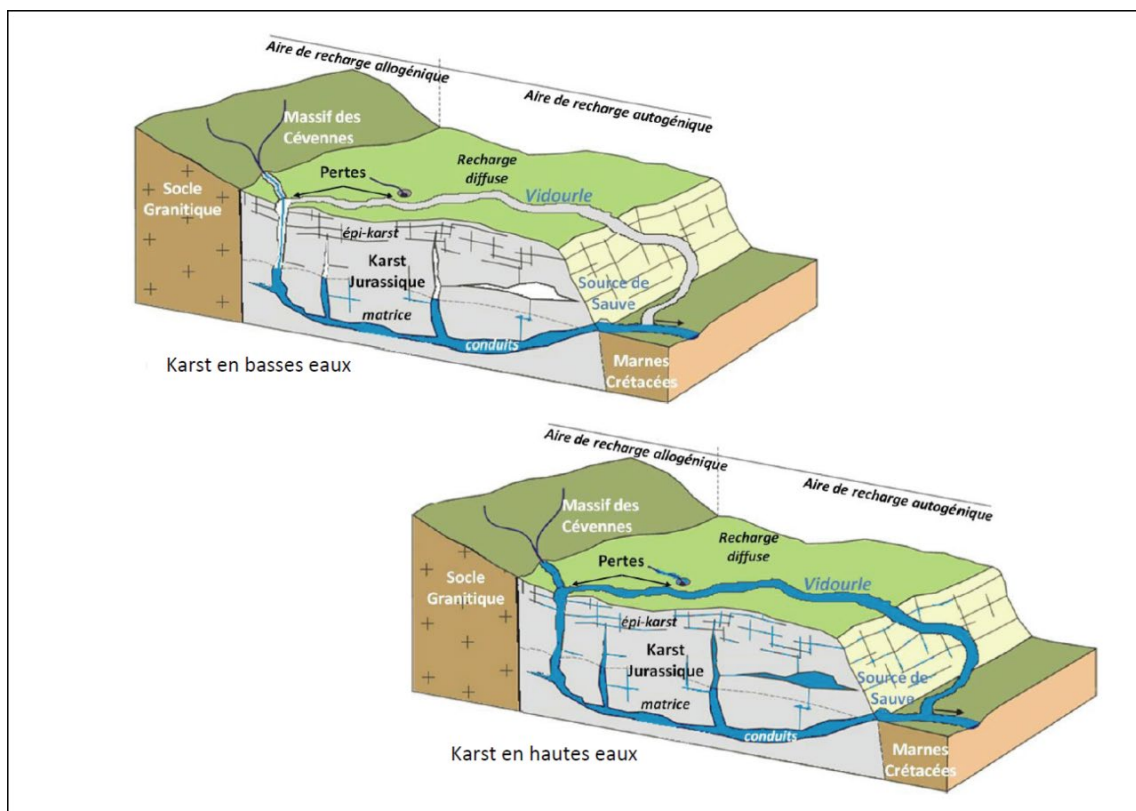 Aire de recharge allogénique
Aire de recharge autogénique
Massif des
Cévennes
Recharge
diffuse
Pertes
Vidourle
Socle
Granitique
épi-karst
Karst
Jurassique
Source de
Sauve
matrice
conduits
Marnes
Crétacées
Karst en basses eaux
Aire de recharge allogénique
Aire de recharge autogénique
Massif des
Cévennes
Recharge
diffuse
Pertes
Vidourle
Socle
Granitique
épi-karst
Karst
Jurassique
Source de
Sauve
matrice
conduits
Marnes
Crétacées
Karst en hautes eaux